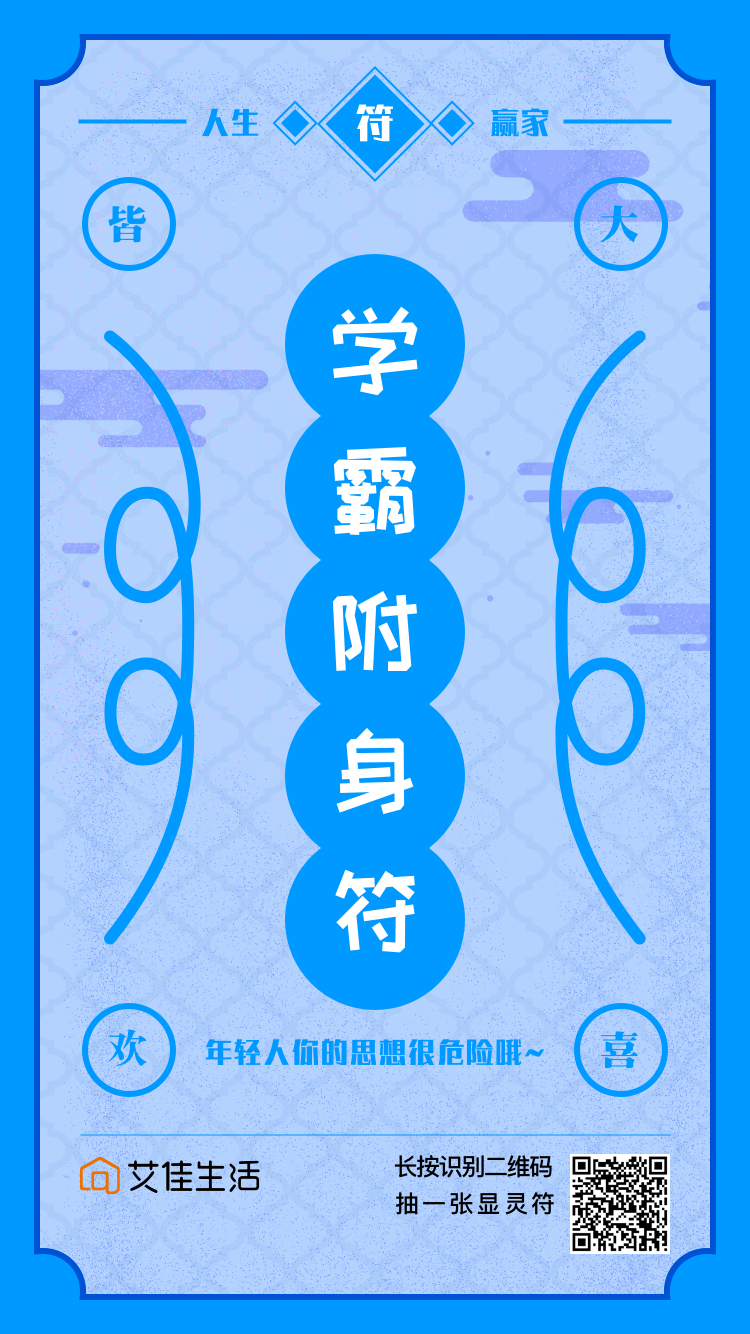 人生 符 赢家
皆 大
学
霸
附
身
符
欢 年轻人你的思想很危险哦~ 喜
艾佳生活
长按识别二维码
抽一张显灵符